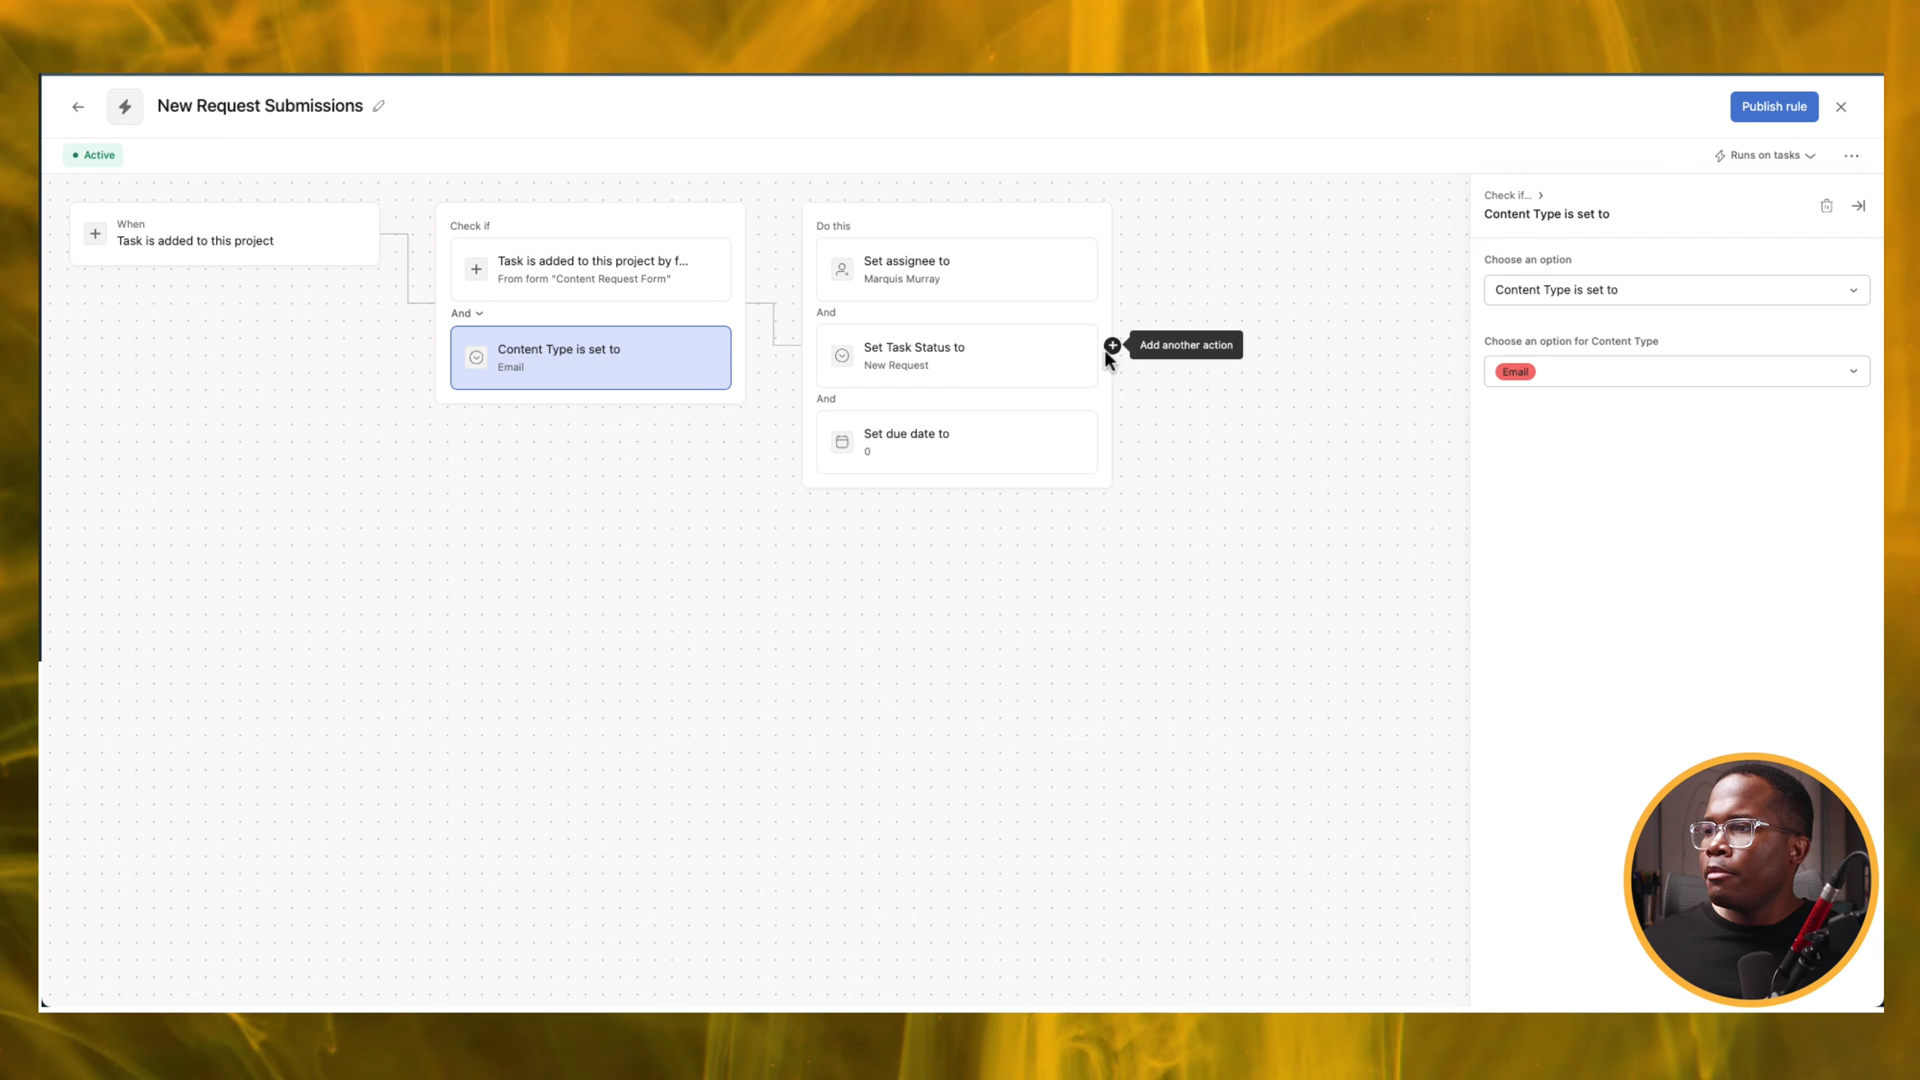 New Request Submissions
Publish rule
Active
Runs on tasks
When
Task is added to this project
Check if
Task is added to this project by f...
From form "Content Request Form"
And
Content Type is set to
Email
Do this
Set assignee to
Marquis Murray
And
Set Task Status to
New Request
And
Set due date to
0
Add another action
Check if...
Content Type is set to
Choose an option
Content Type is set to
Choose an option for Content Type
Email